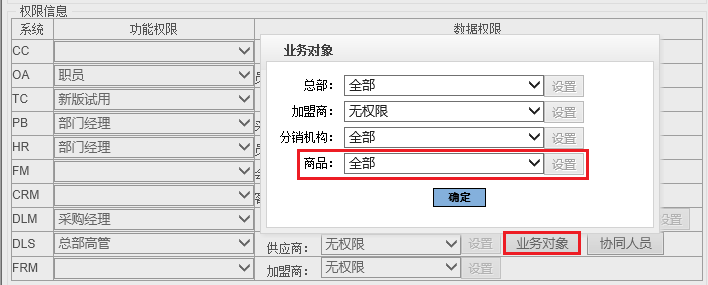 权限信息
系统 功能权限 数据权限
业务对象
CC
总部： 全部 设置
OA 职员
加盟商： 无权限 设置
TC 新版试用
分销机构： 全部 设置
PB 部门经理
商品： 全部 设置
HR 部门经理
FM
确定
CRM
DLM 采购经理 设置
DLS 总部高管 供应商： 无权限 设置 业务对象 协同人员
FRM 加盟商： 无权限 设置